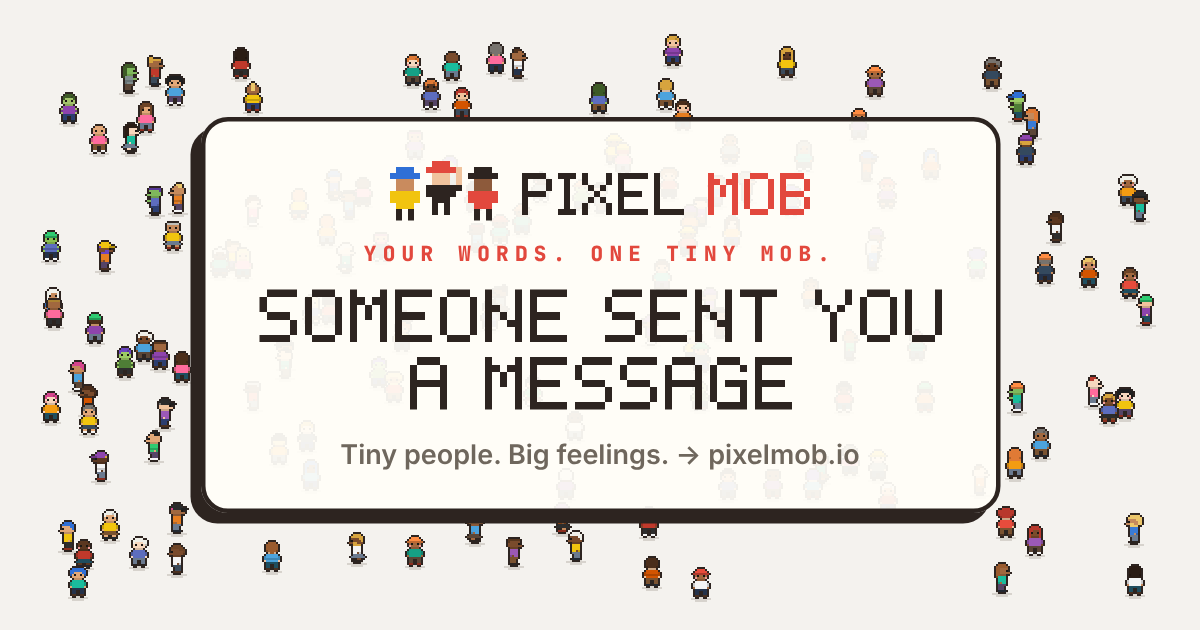 PIXEL MOB
YOUR WORDS. ONE TINY MOB.
SOMEONE SENT YOU
A MESSAGE
Tiny people. Big feelings. → pixelmob.io